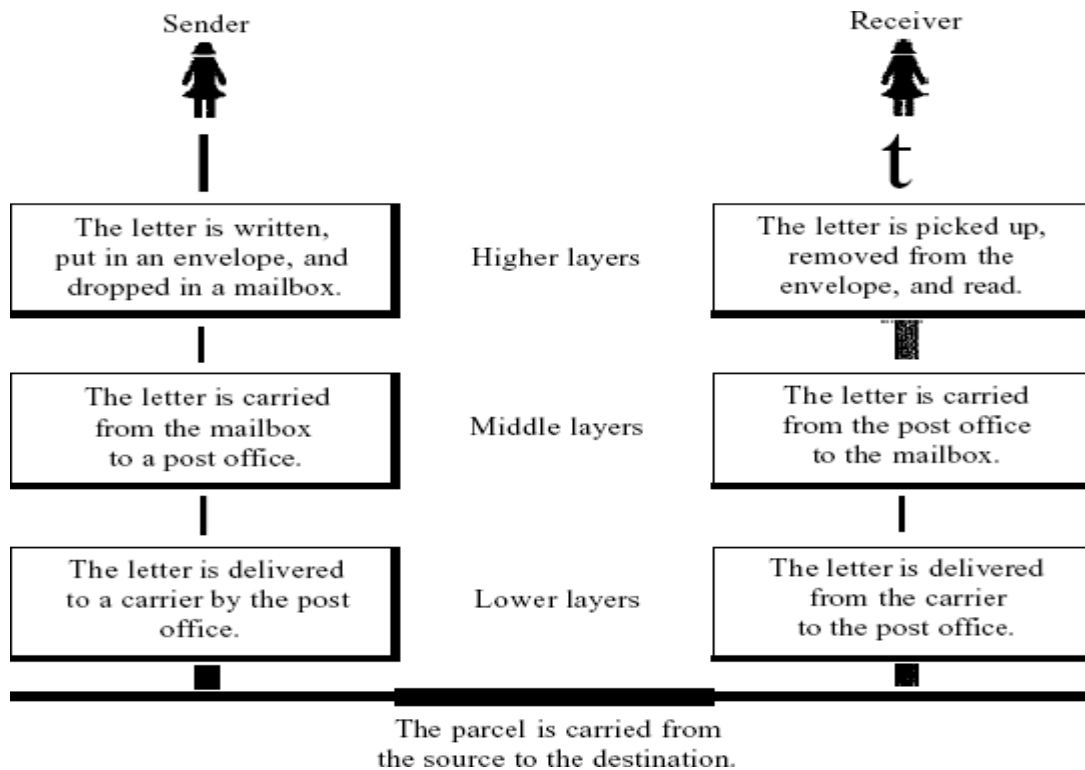 Sender
Receiver
t
The letter is written,
put in an envelope, and
dropped in a mailbox.
Higher layers
The letter is picked up,
removed from the
envelope, and read.
The letter is carried
from the mailbox
to a post office.
Middle layers
The letter is carried
from the post office
to the mailbox.
The letter is delivered
to a carrier by the post
office.
Lower layers
The letter is delivered
from the carrier
to the post office.
The parcel is carried from
the source to the destination.